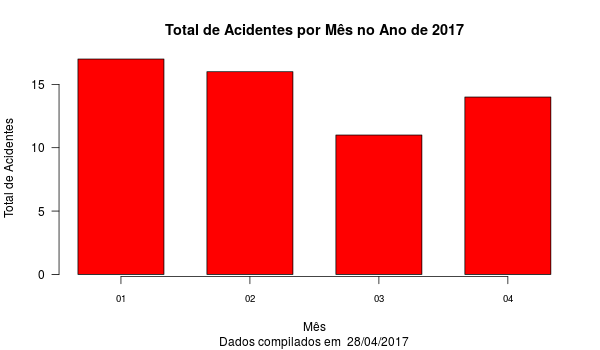 Total de Acidentes por Mês no Ano de 2017
Total de Acidentes
15
10
5
0
01 02 03 04
Mês
Dados compilados em 28/04/2017